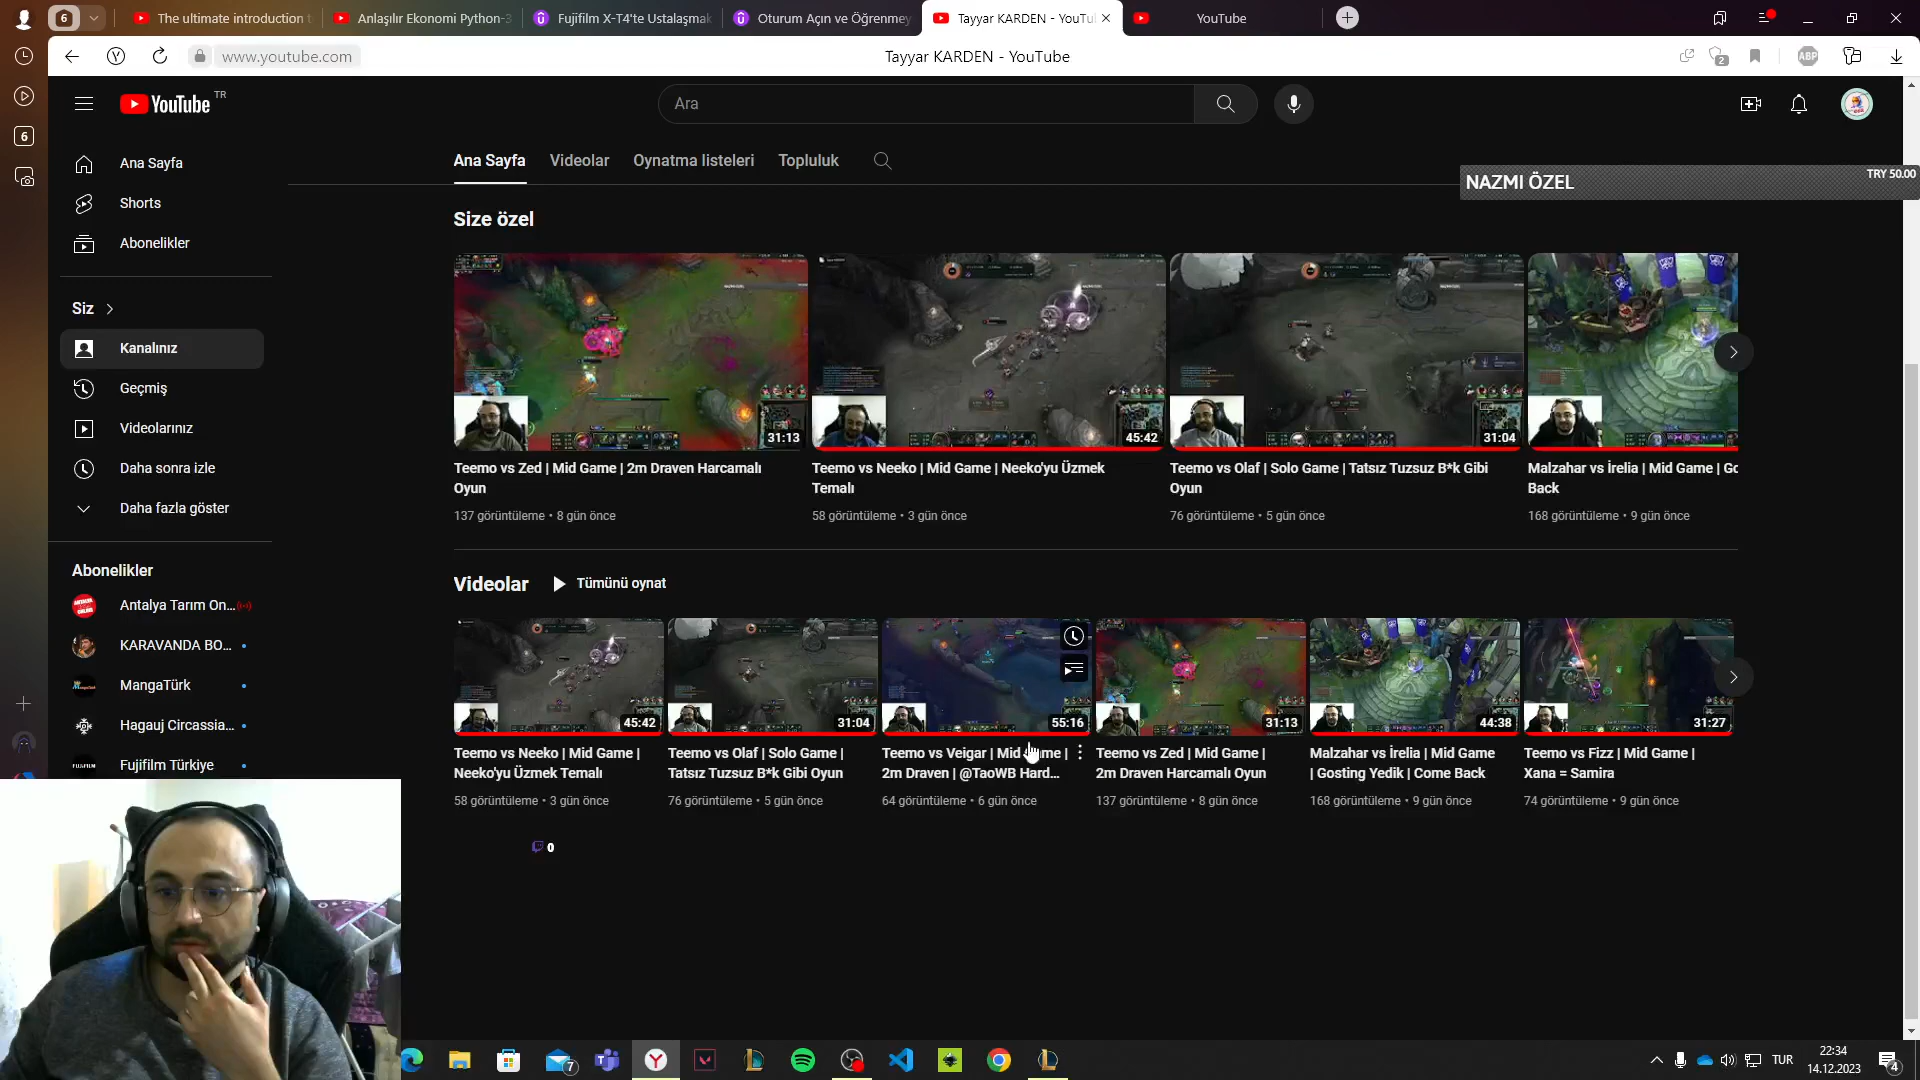 6
The ultimate introduction t
Anlaşılır Ekonomi Python-3
Fujifilm X-T4'te Ustalaşmak
Oturum Açın ve Öğrenmey
Tayyar KARDEN - YouTu
YouTube
www.youtube.com
Tayyar KARDEN - YouTube
2
ABP
6
YouTube TR
Ara
Ana Sayfa
Shorts
Abonelikler
Siz
Kanalınız
Geçmiş
Videolarınız
Daha sonra izle
Daha fazla göster
Abonelikler
Antalya Tarım On...
KARAVANDA BO...
MangaTürk
Hagauj Circassia...
Fujifilm Türkiye
Ana Sayfa Videolar Oynatma listeleri Topluluk
NAZMI ÖZEL
TRY 50.00
Size özel
31:13
45:42
31:04
Teemo vs Zed | Mid Game | 2m Draven Harcamalı
Oyun
137 görüntüleme • 8 gün önce
Teemo vs Neeko | Mid Game | Neeko'yu Üzmek
Temalı
58 görüntüleme • 3 gün önce
Teemo vs Olaf | Solo Game | Tatsız Tuzsuz B*k Gibi
Oyun
76 görüntüleme • 5 gün önce
Malzahar vs İrelia | Mid Game | Go
Back
168 görüntüleme • 9 gün önce
Videolar
Tümünü oynat
45:42
31:04
55:16
31:13
44:38
31:27
Teemo vs Neeko | Mid Game |
Neeko'yu Üzmek Temalı
58 görüntüleme • 3 gün önce
Teemo vs Olaf | Solo Game |
Tatsız Tuzsuz B*k Gibi Oyun
76 görüntüleme • 5 gün önce
Teemo vs Veigar | Mid Game |
2m Draven | @TaoWB Hard...
64 görüntüleme • 6 gün önce
Teemo vs Zed | Mid Game |
2m Draven Harcamalı Oyun
137 görüntüleme • 8 gün önce
Malzahar vs İrelia | Mid Game
| Gosting Yedik | Come Back
168 görüntüleme • 9 gün önce
Teemo vs Fizz | Mid Game |
Xana = Samira
74 görüntüleme • 9 gün önce
0
7
TUR
22:34
14.12.2023
4